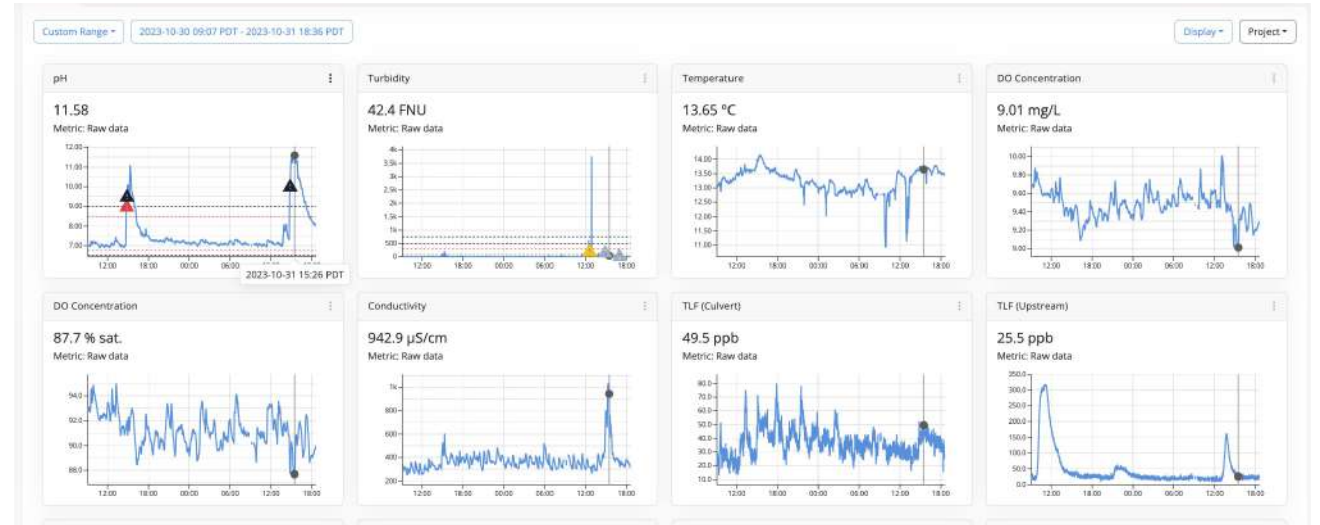 Custom Range
2023-10-30 09:07 PDT - 2023-10-31 18:36 PDT
Display
Project
pH
11.58
Metric: Raw data
12.00
11.00
10.00
9.00
8.00
7.00
12:00 18:00 00:00 06:00
2023-10-31 15:26 PDT
Turbidity
42.4 FNU
Metric: Raw data
4k
3.5k
3k
2.5k
2k
1.5k
1k
500
0
12:00 18:00 00:00 06:00 12:00 18:00
Temperature
13.65 °C
Metric: Raw data
14.00
13.50
13.00
12.50
12.00
11.50
11.00
12:00 18:00 00:00 06:00 12:00 18:00
DO Concentration
9.01 mg/L
Metric: Raw data
10.00
9.80
9.60
9.40
9.20
9.00
12:00 18:00 00:00 06:00 12:00 18:00
DO Concentration
87.7 % sat.
Metric: Raw data
94.0
92.0
90.0
88.0
12:00 18:00 00:00 06:00 12:00 18:00
Conductivity
942.9 µS/cm
Metric: Raw data
1k
800
600
400
200
12:00 18:00 00:00 06:00 12:00 18:00
TLF (Culvert)
49.5 ppb
Metric: Raw data
80.0
70.0
60.0
50.0
40.0
30.0
20.0
10.0
12:00 18:00 00:00 06:00 12:00 18:00
TLF (Upstream)
25.5 ppb
Metric: Raw data
350.0
300.0
250.0
200.0
150.0
100.0
50.0
0.0
12:00 18:00 00:00 06:00 12:00 18:00